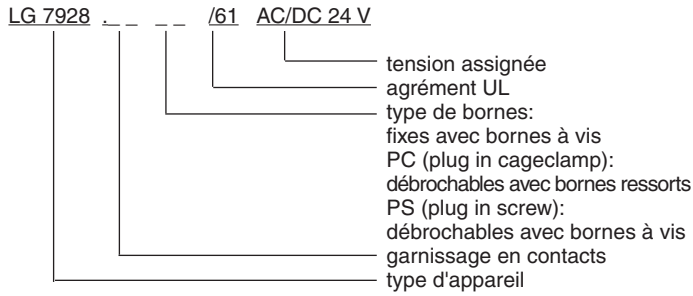 LG 7928 ._ _ _ _ /61 AC/DC 24 V
tension assignée
agrément UL
type de bornes:
fixes avec bornes à vis
PC (plug in cageclamp):
débrochables avec bornes ressorts
PS (plug in screw):
débrochables avec bornes à vis
garnissage en contacts
type d'appareil